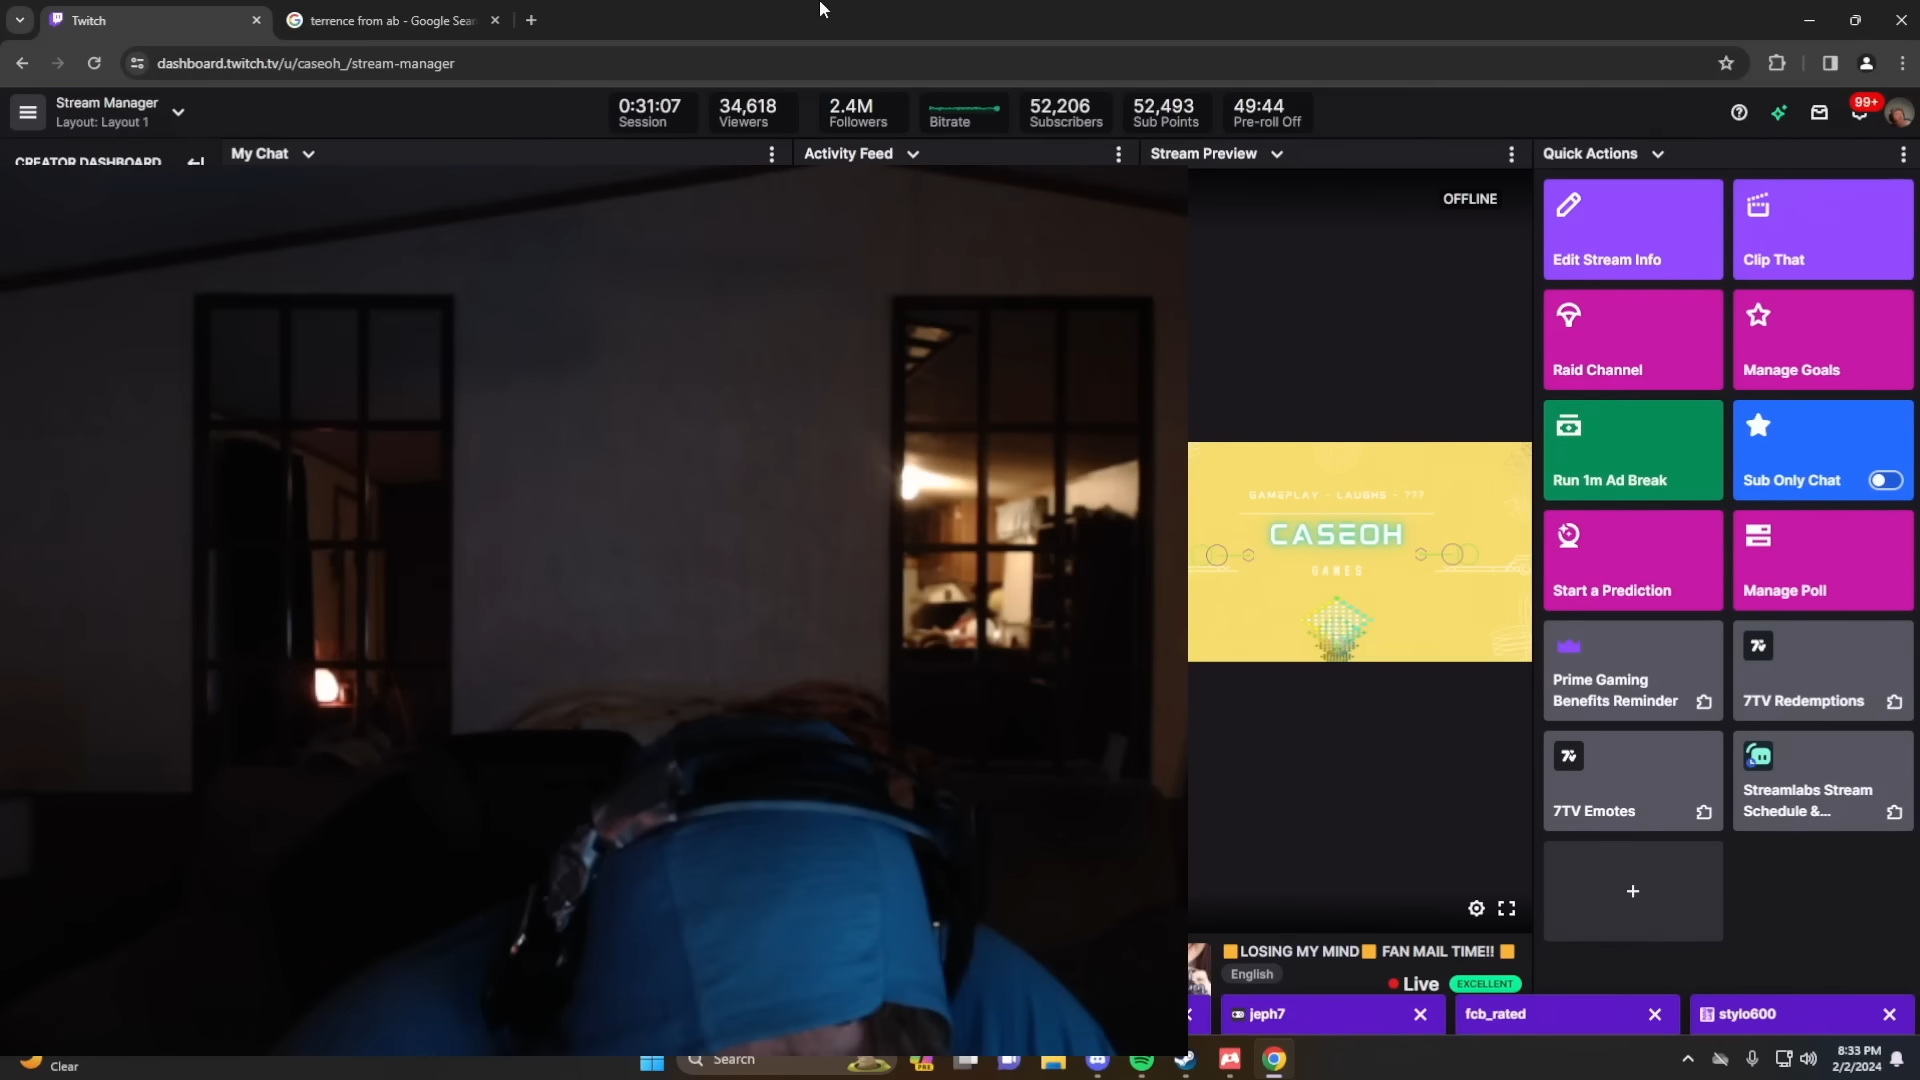 Twitch
terrence from ab - Google Sear
dashboard.twitch.tv/u/caseoh_/stream-manager
Stream Manager
Layout: Layout 1
0:31:07
Session
34,618
Viewers
2.4M
Followers
Bitrate
52,206
Subscribers
52,493
Sub Points
49:44
Pre-roll Off
99+
CREATOR DASHBOARD
My Chat
Activity Feed
Stream Preview
Quick Actions
OFFLINE
GAMEPLAY - LAUGHS - ???
CASEOH
GAMES
Edit Stream Info
Clip That
Raid Channel
Manage Goals
Run 1m Ad Break
Sub Only Chat
Start a Prediction
Manage Poll
Prime Gaming
Benefits Reminder
7TV Redemptions
7TV Emotes
Streamlabs Stream
Schedule &...
LOSING MY MIND FAN MAIL TIME!!
English
Live
EXCELLENT
jeph7
fcb_rated
stylo600
Clear
Search
PRE
8:33 PM
2/2/2024